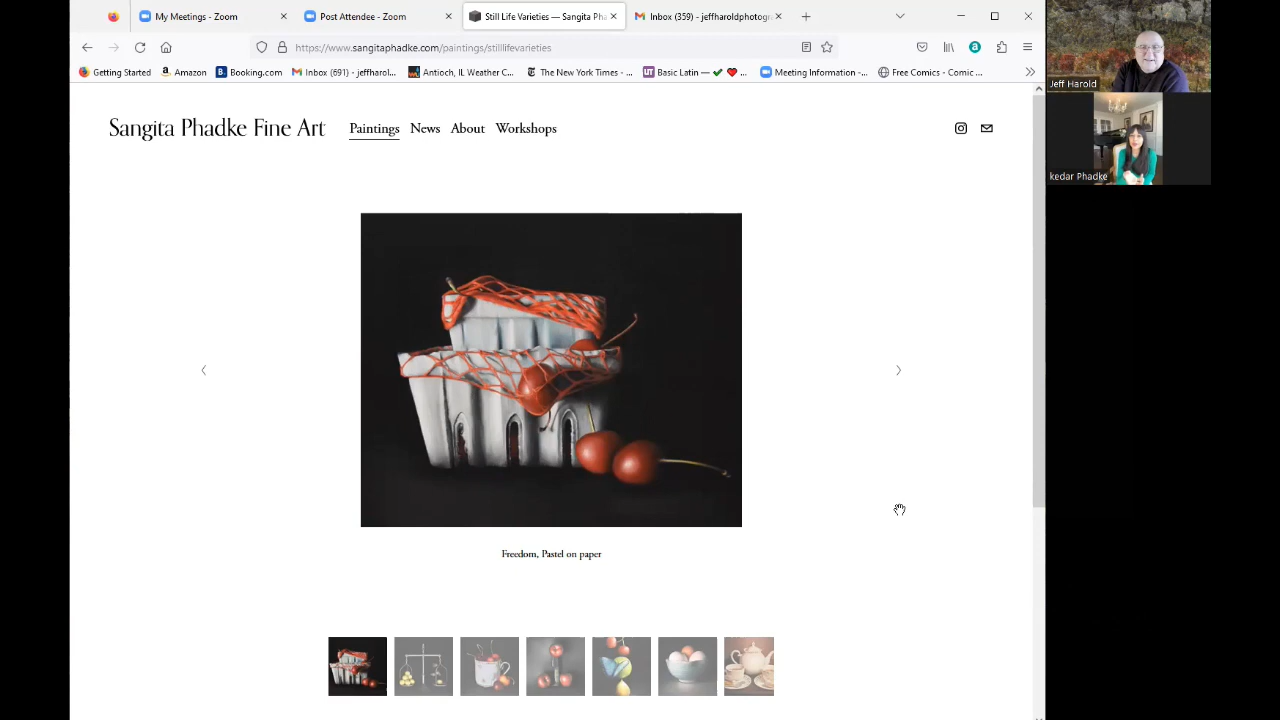 My Meetings - Zoom
Post Attendee - Zoom
Still Life Varieties — Sangita Pha
Inbox (359) - jeffharoldphotogr
https://www.sangitaphadke.com/paintings/stilllifevarieties
Getting Started
Amazon
Booking.com
Inbox (691) - jeffharol...
Antioch, IL Weather C...
The New York Times - ...
Basic Latin — ✔ ❤ ...
Meeting Information -...
Free Comics - Comic ...
Sangita Phadke Fine Art
Paintings
News
About
Workshops
Freedom, Pastel on paper
Jeff Harold
kedar Phadke